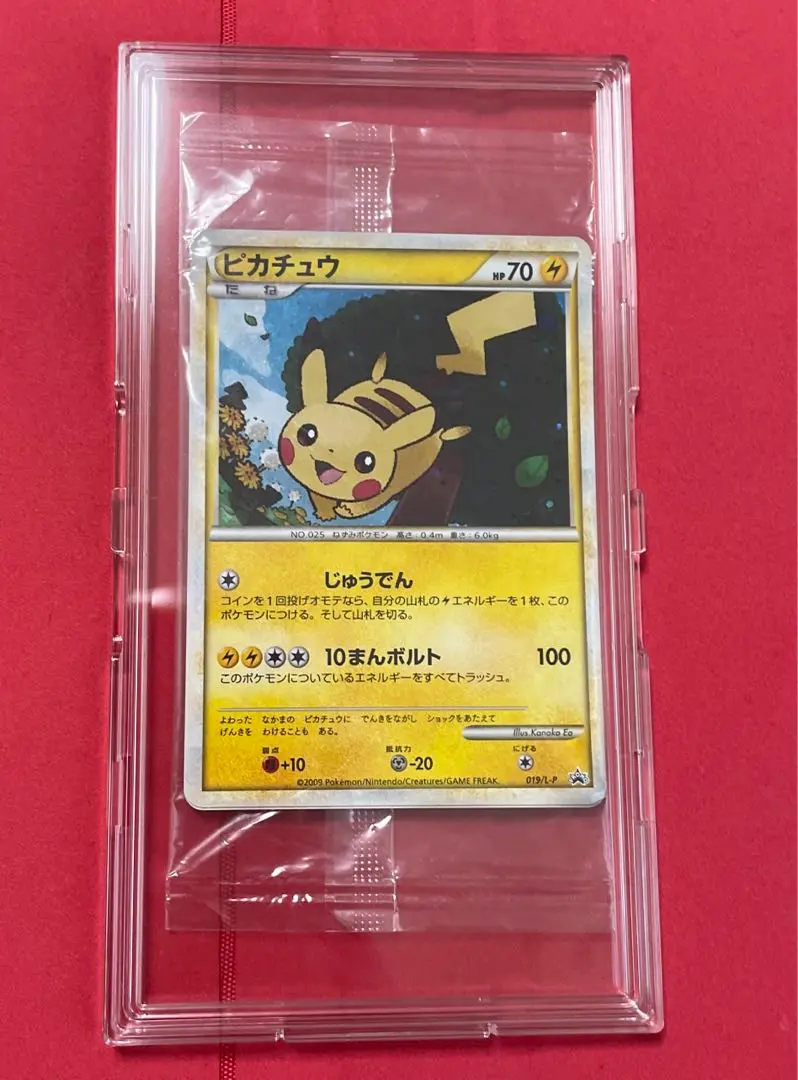 ピカチュウ HP70
たね
NO.025 ねずみポケモン 高さ:0.4m 重さ:6.0kg
じゅうでん
コインを1回投げオモテなら、自分の山札のエネルギーを1枚、この
ポケモンにつける。そして山札を切る。
10まんボルト 100
このポケモンについているエネルギーをすべてトラッシュ。
よわった なかまの ピカチュウに でんきをながし ショックをあたえて
げんきを わけることも ある。
Illus. Kanako Eo
弱点 抵抗力 にげる
+10 -20
©2009 Pokémon/Nintendo/Creatures/GAME FREAK. 019/L-P